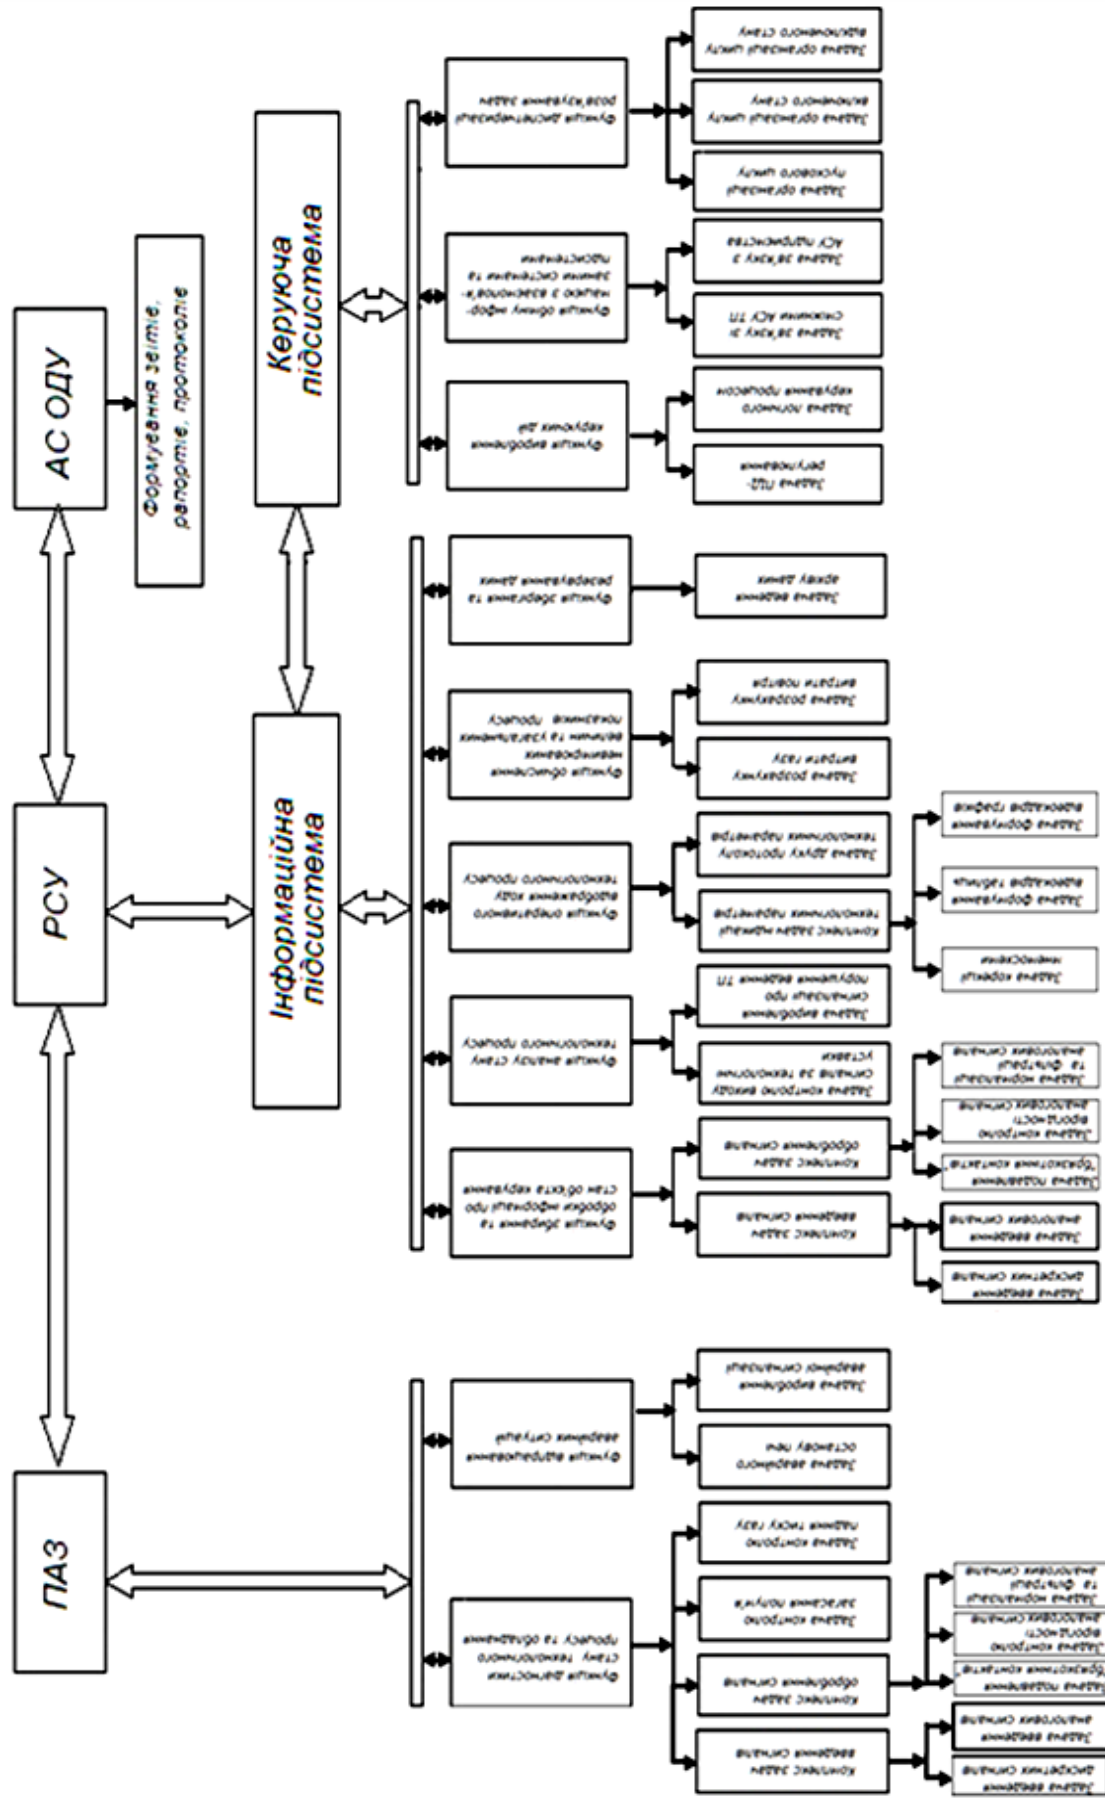 ПАЗ
РСУ
АС ОДУ
Формування звітів,
рапортів, протоколів
Інформаційна
підсистема
Керуюча
підсистема
Функція діагностики
стану технологічного
процесу та обладнання
Функція відпрацювання
аварійних ситуацій
Функція збирання та
обробки інформації про
стан об'єкта керування
Функція аналізу стану
технологічного процесу
Функція оперативного
відображення ходу
технологічного процесу
Функція обчислення
невимірюваних
величин та узагальнених
показників процесу
Функція зберігання та
резервування даних
Функція вироблення
керуючих дій
Функція обміну інфор-
мацією з взаємопов'я-
заними системами та
підсистемами
Функція диспетчеризації
розв'язування задач
Комплекс задач
введення сигналів
Комплекс задач
оброблення сигналів
Задача контролю
загасання полум'я
Задача контролю
падіння тиску газу
Задача аварійного
останову печі
Задача вироблення
аварійної сигналізації
Комплекс задач
введення сигналів
Комплекс задач
оброблення сигналів
Задача контролю виходу
сигналів за технологічні
уставки
Задача вироблення
сигналізації про
порушення ведення ТП
Комплекс задач індикації
технологічних параметрів
Задача друку протоколу
технологічних параметрів
Задача розрахунку
витрати газу
Задача розрахунку
витрати повітря
Задача ведення
архіву даних
Задача ПІД-
регулювання
Задача логічного
керування процесом
Задача зв'язку зі
суміжними АСУ ТП
Задача зв'язку з
АСУ підприємства
Задача організації
пускового циклу
Задача організації циклу
включеного стану
Задача організації циклу
відключеного стану
Задача введення
дискретних сигналів
Задача введення
аналогових сигналів
Задача подавлення
"брязкотіння контактів"
Задача контролю
вірогідності
аналогових сигналів
Задача нормалізації
та фільтрації
аналогових сигналів
Задача введення
дискретних сигналів
Задача введення
аналогових сигналів
Задача подавлення
"брязкотіння контактів"
Задача контролю
вірогідності
аналогових сигналів
Задача нормалізації
та фільтрації
аналогових сигналів
Задача корекції
мнемосхеми
Задача формування
відеокадрів таблиць
Задача формування
відеокадрів графіків